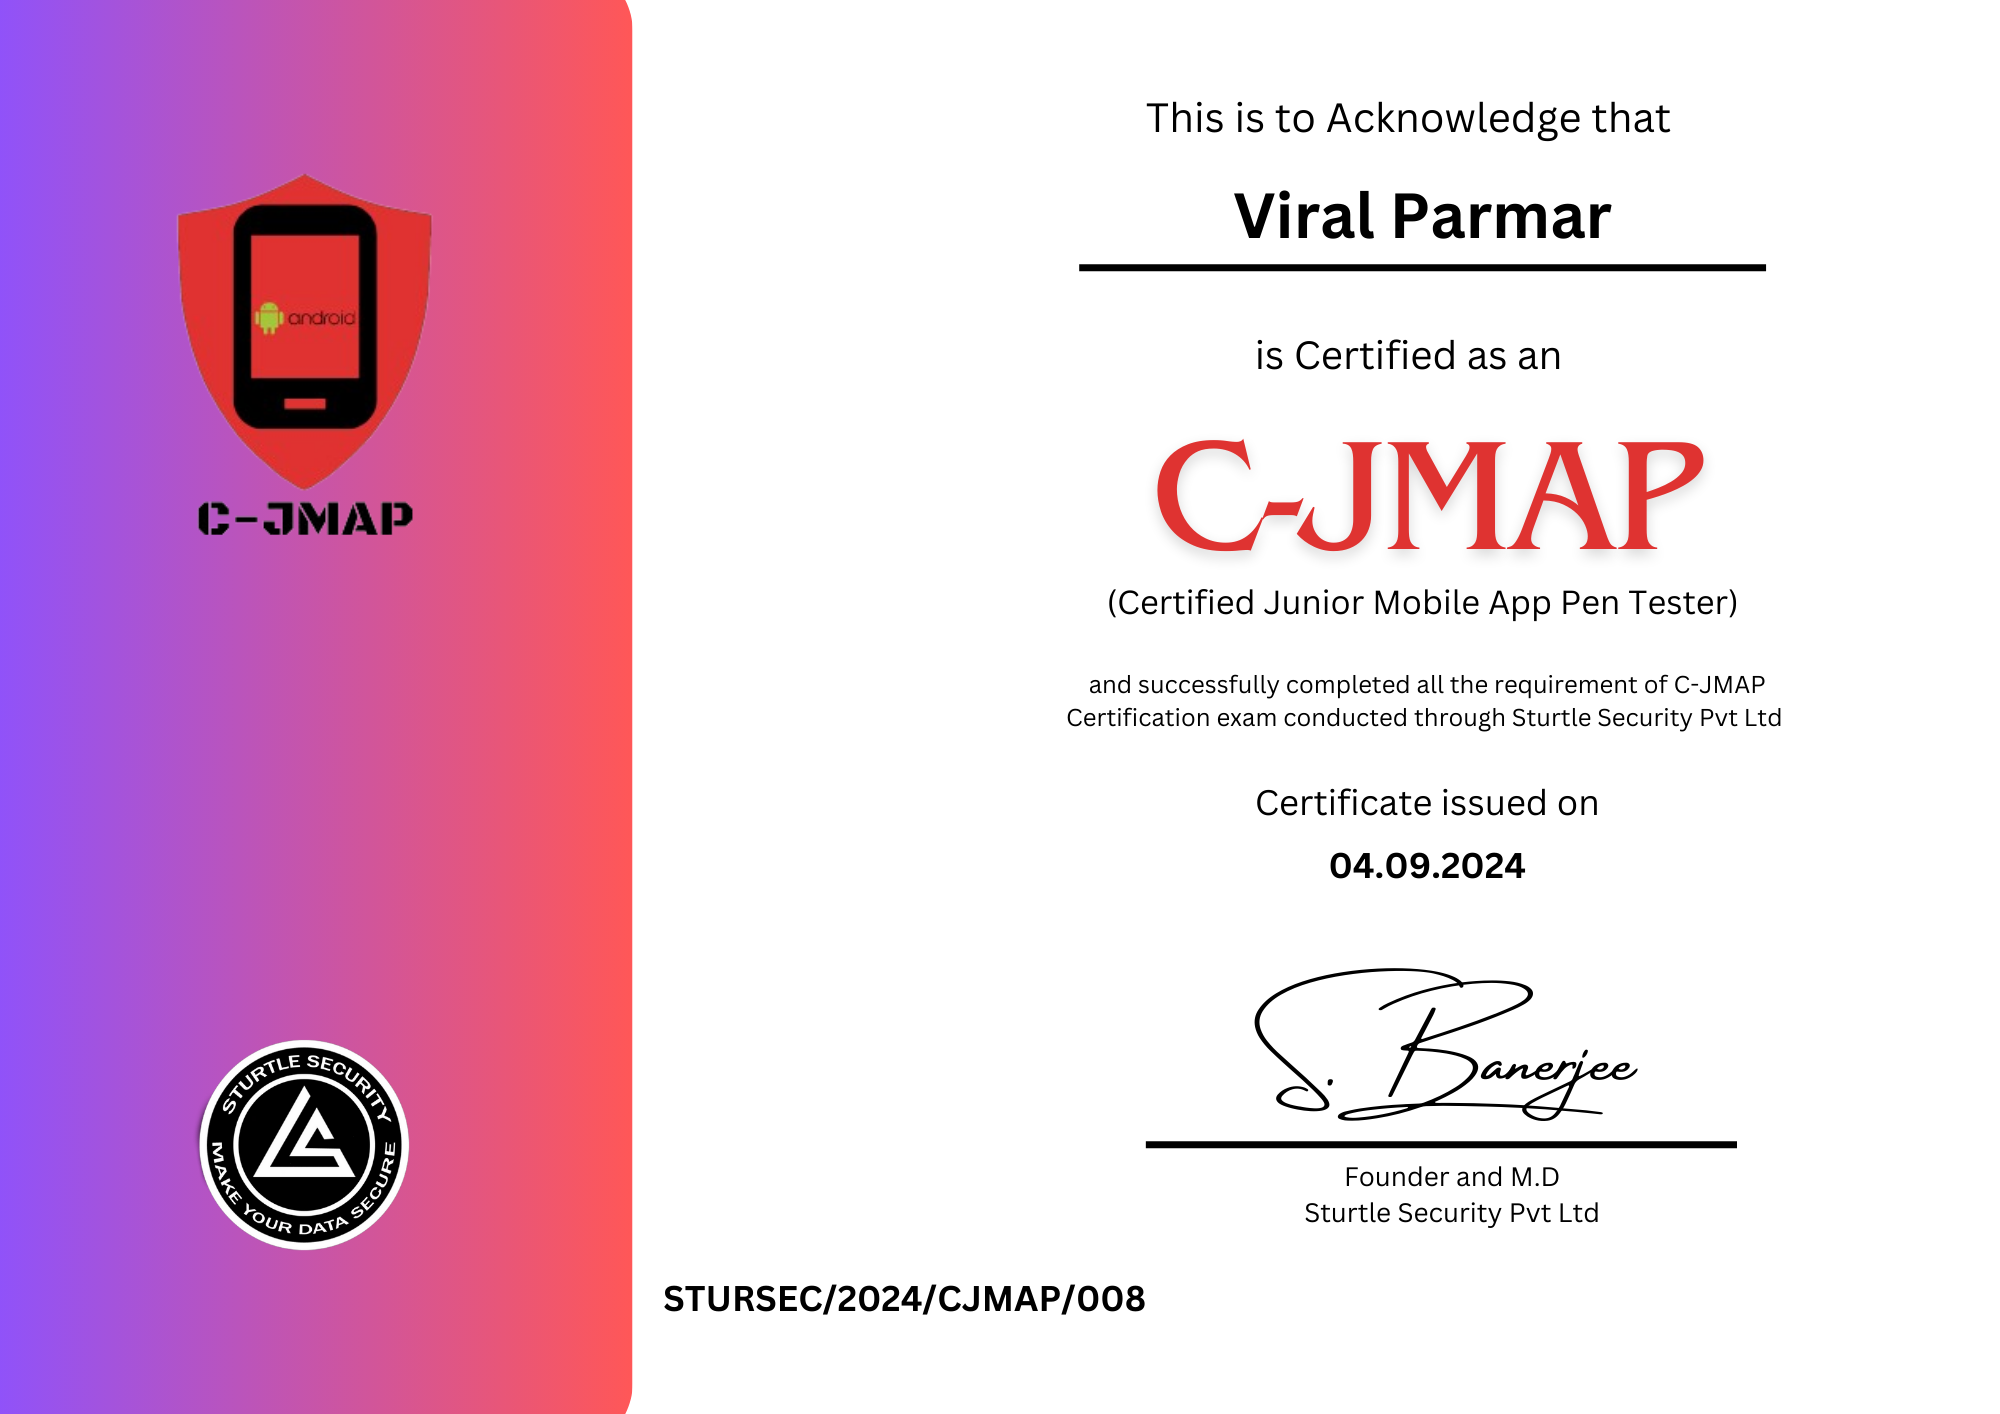 android
C-JMAP
STURTLE SECURITY
MAKE YOUR DATA SECURE
This is to Acknowledge that
Viral Parmar
is Certified as an
C-JMAP
(Certified Junior Mobile App Pen Tester)
and successfully completed all the requirement of C-JMAP
Certification exam conducted through Sturtle Security Pvt Ltd
Certificate issued on
04.09.2024
S. Banerjee
Founder and M.D
Sturtle Security Pvt Ltd
STURSEC/2024/CJMAP/008